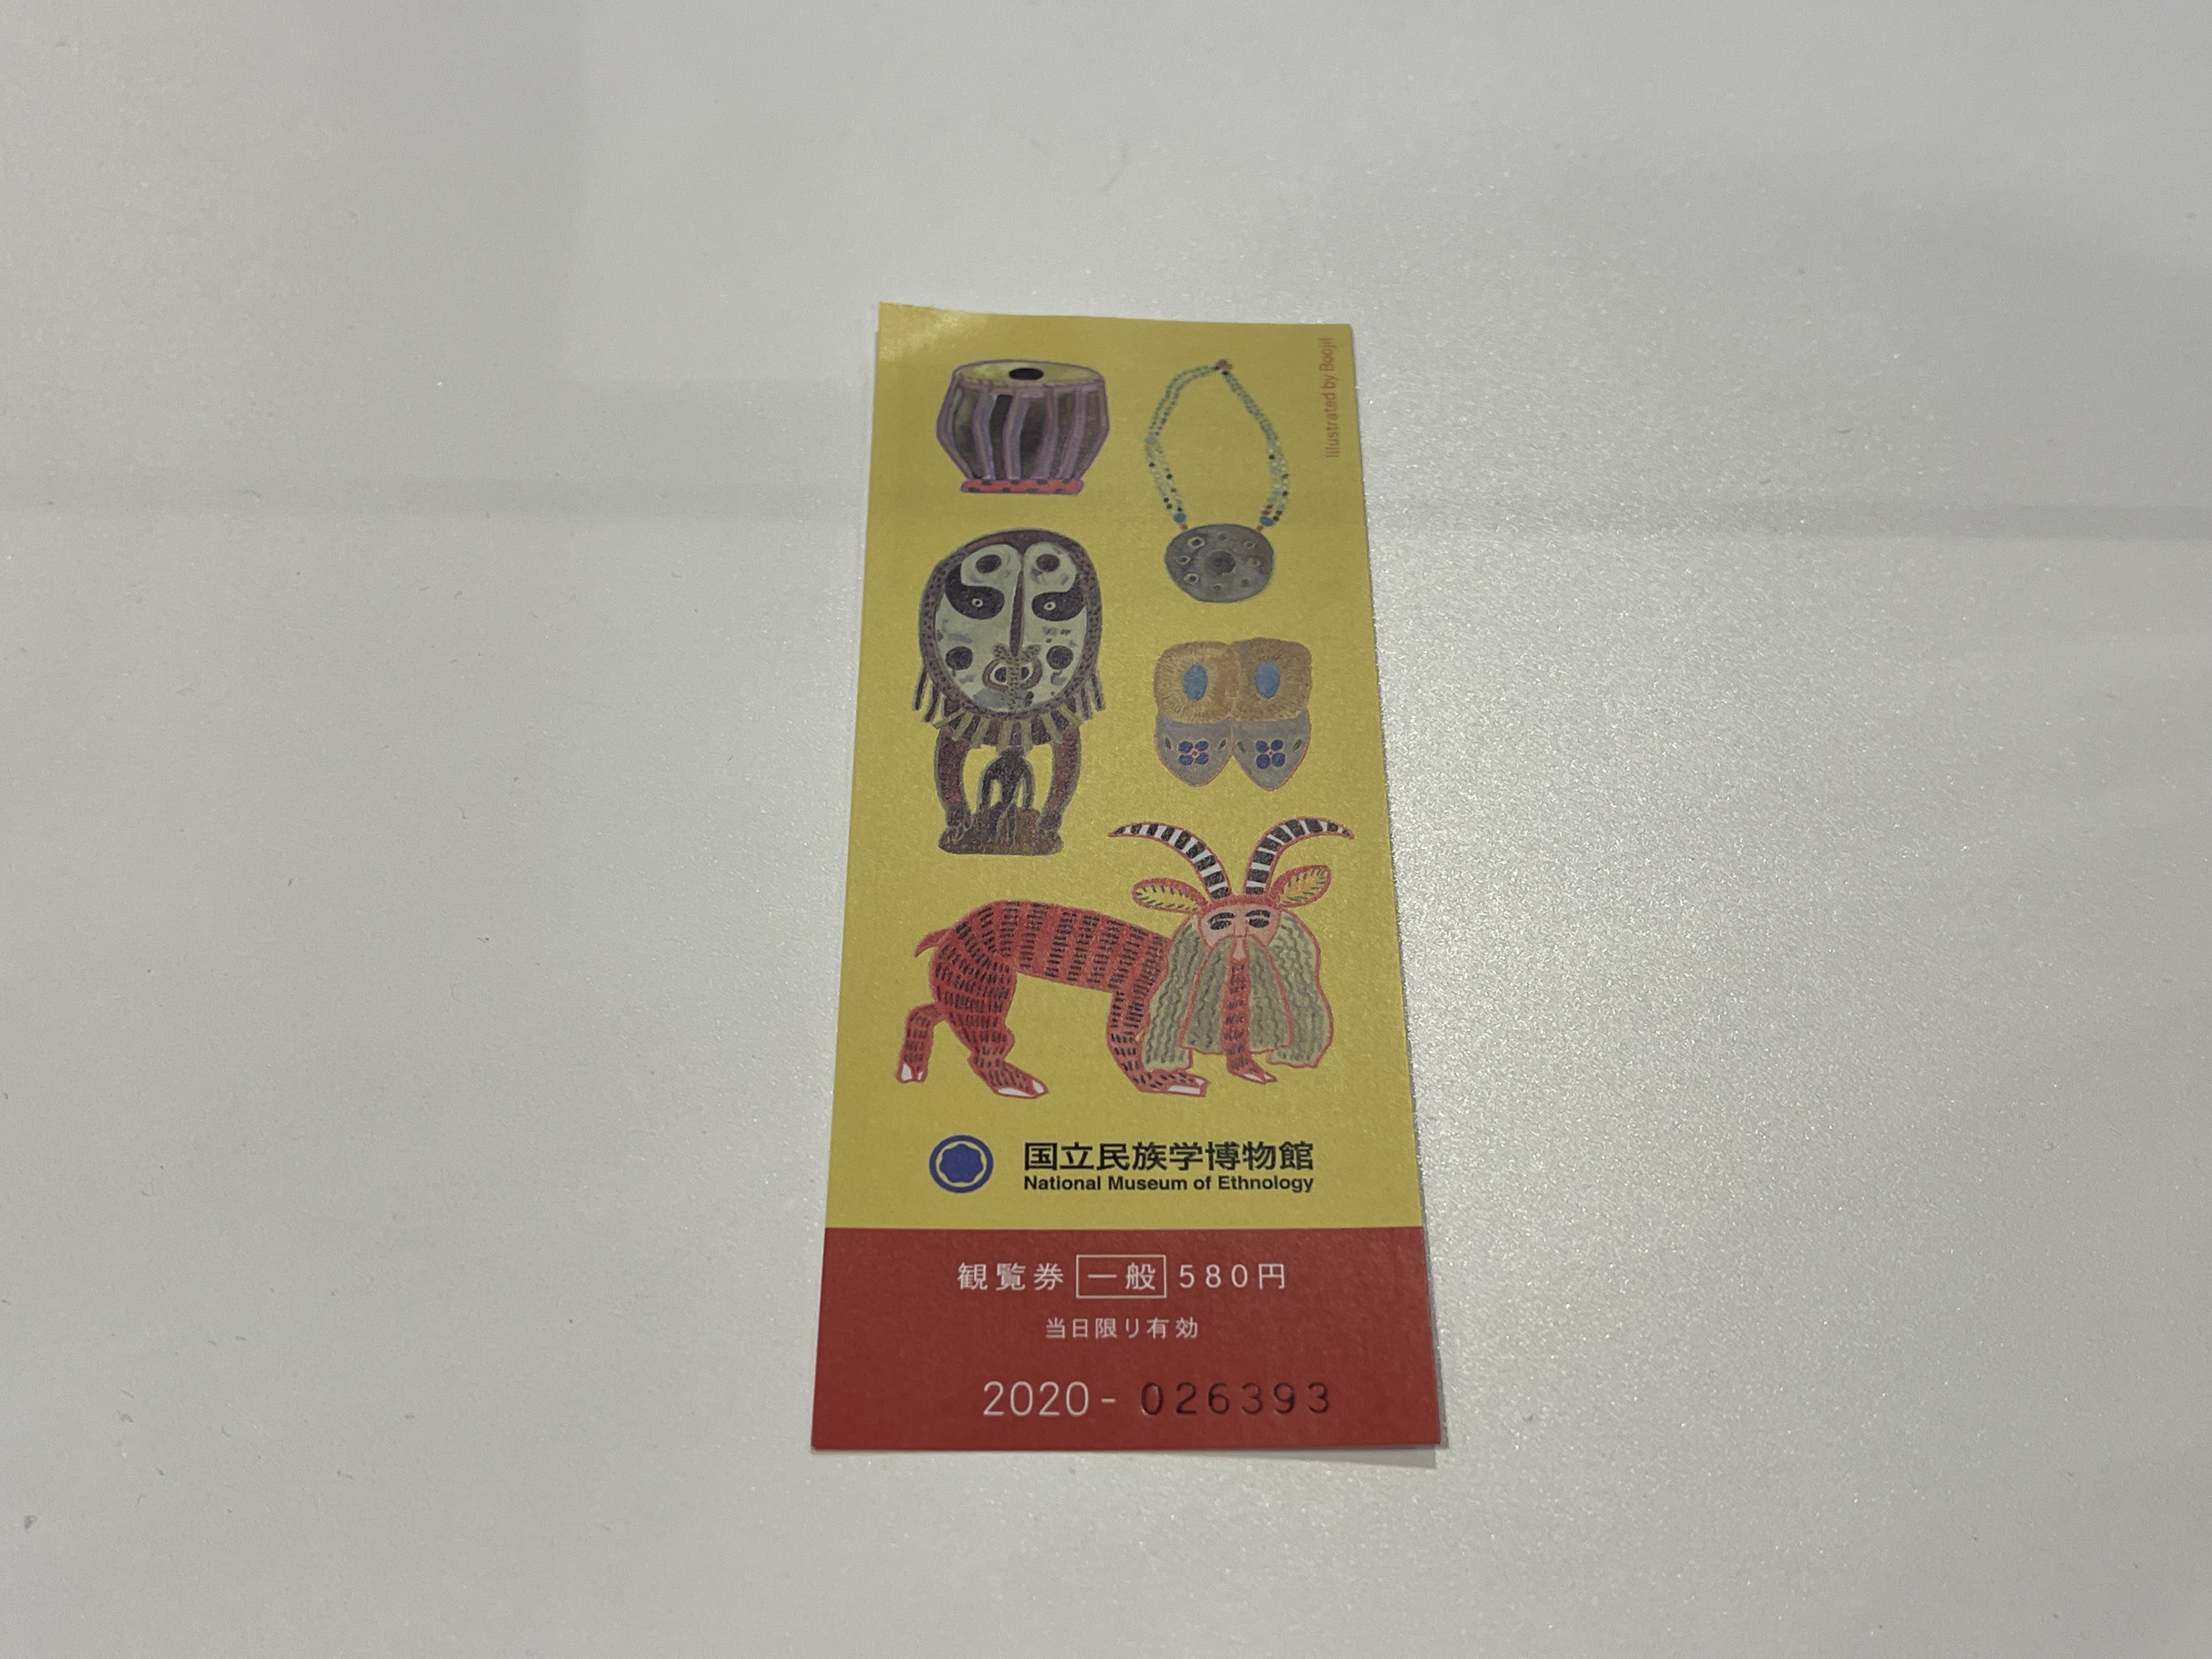 Illustrated by Booji!
国立民族学博物館
National Museum of Ethnology
観覧券 一般 580円
当日限り有効
2020- 026393